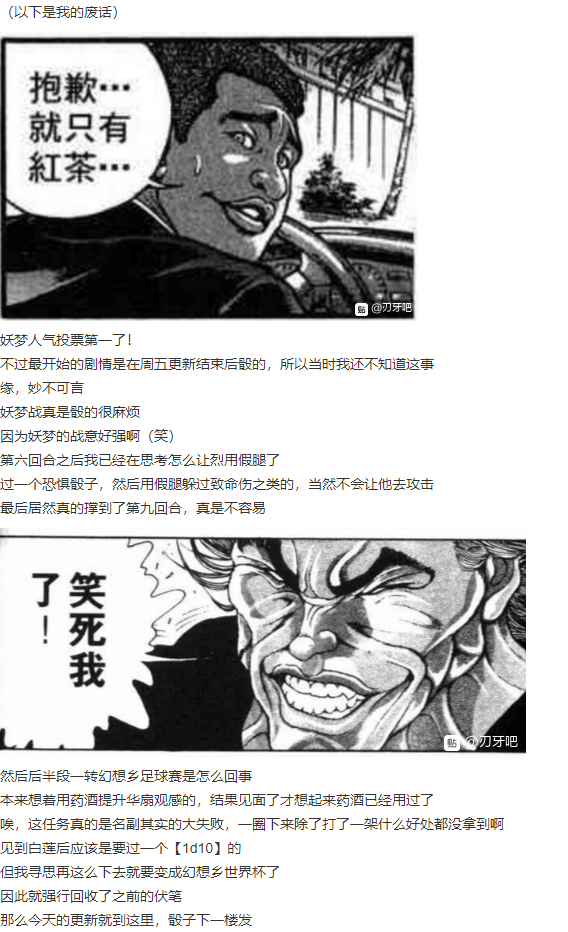 （以下是我的废话）
抱歉…
就只有
紅茶…
贴 @刃牙吧
妖梦人气投票第一了！
不过最开始的剧情是在周五更新结束后骰的，所以当时我还不知道这事
缘，妙不可言
妖梦战真是骰的很麻烦
因为妖梦的战意好强啊（笑）
第六回合之后我已经在思考怎么让烈用假腿了
过一个恐惧骰子，然后用假腿躲过致命伤之类的，当然不会让他去攻击
最后居然真的撑到了第九回合，真是不容易
笑死我
了！
贴 @刃牙吧
然后后半段一转幻想乡足球赛是怎么回事
本来想着用药酒提升华扇观感的，结果见面了才想起来药酒已经用过了
唉，这任务真的是名副其实的大失败，一圈下来除了打了一架什么好处都没拿到啊
见到白莲后应该是要过一个【1d10】的
但我寻思再这么下去就要变成幻想乡世界杯了
因此就强行回收了之前的伏笔
那么今天的更新就到这里，骰子下一楼发